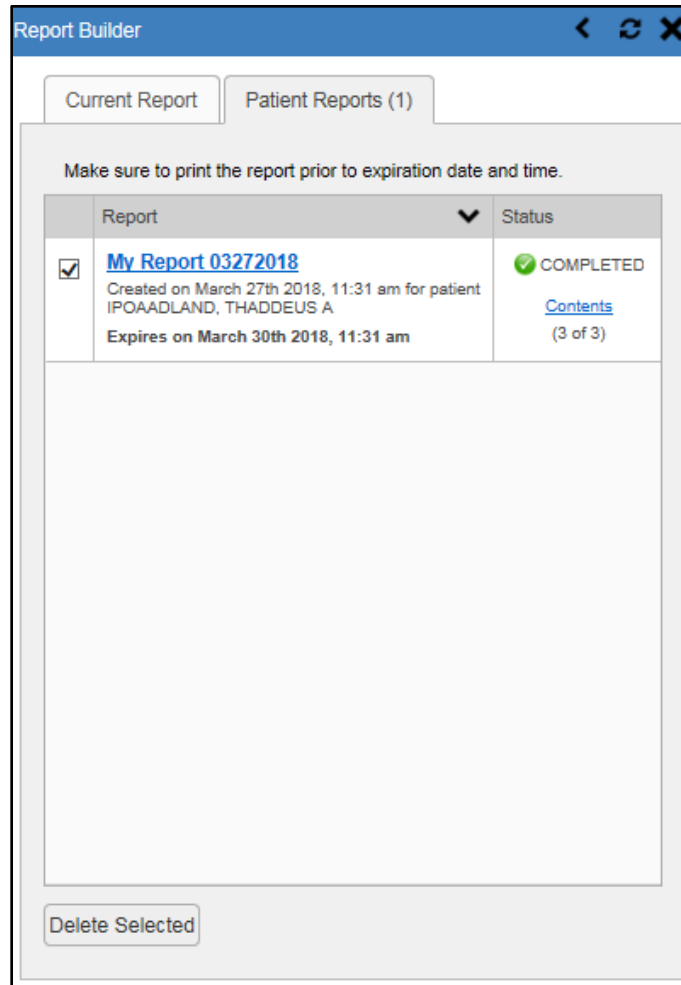 Report Builder
Current Report
Patient Reports (1)
Make sure to print the report prior to expiration date and time.
Report
Status
My Report 03272018
COMPLETED
Created on March 27th 2018, 11:31 am for patient
IPOAADLAND, THADDEUS A
Contents
Expires on March 30th 2018, 11:31 am
(3 of 3)
Delete Selected